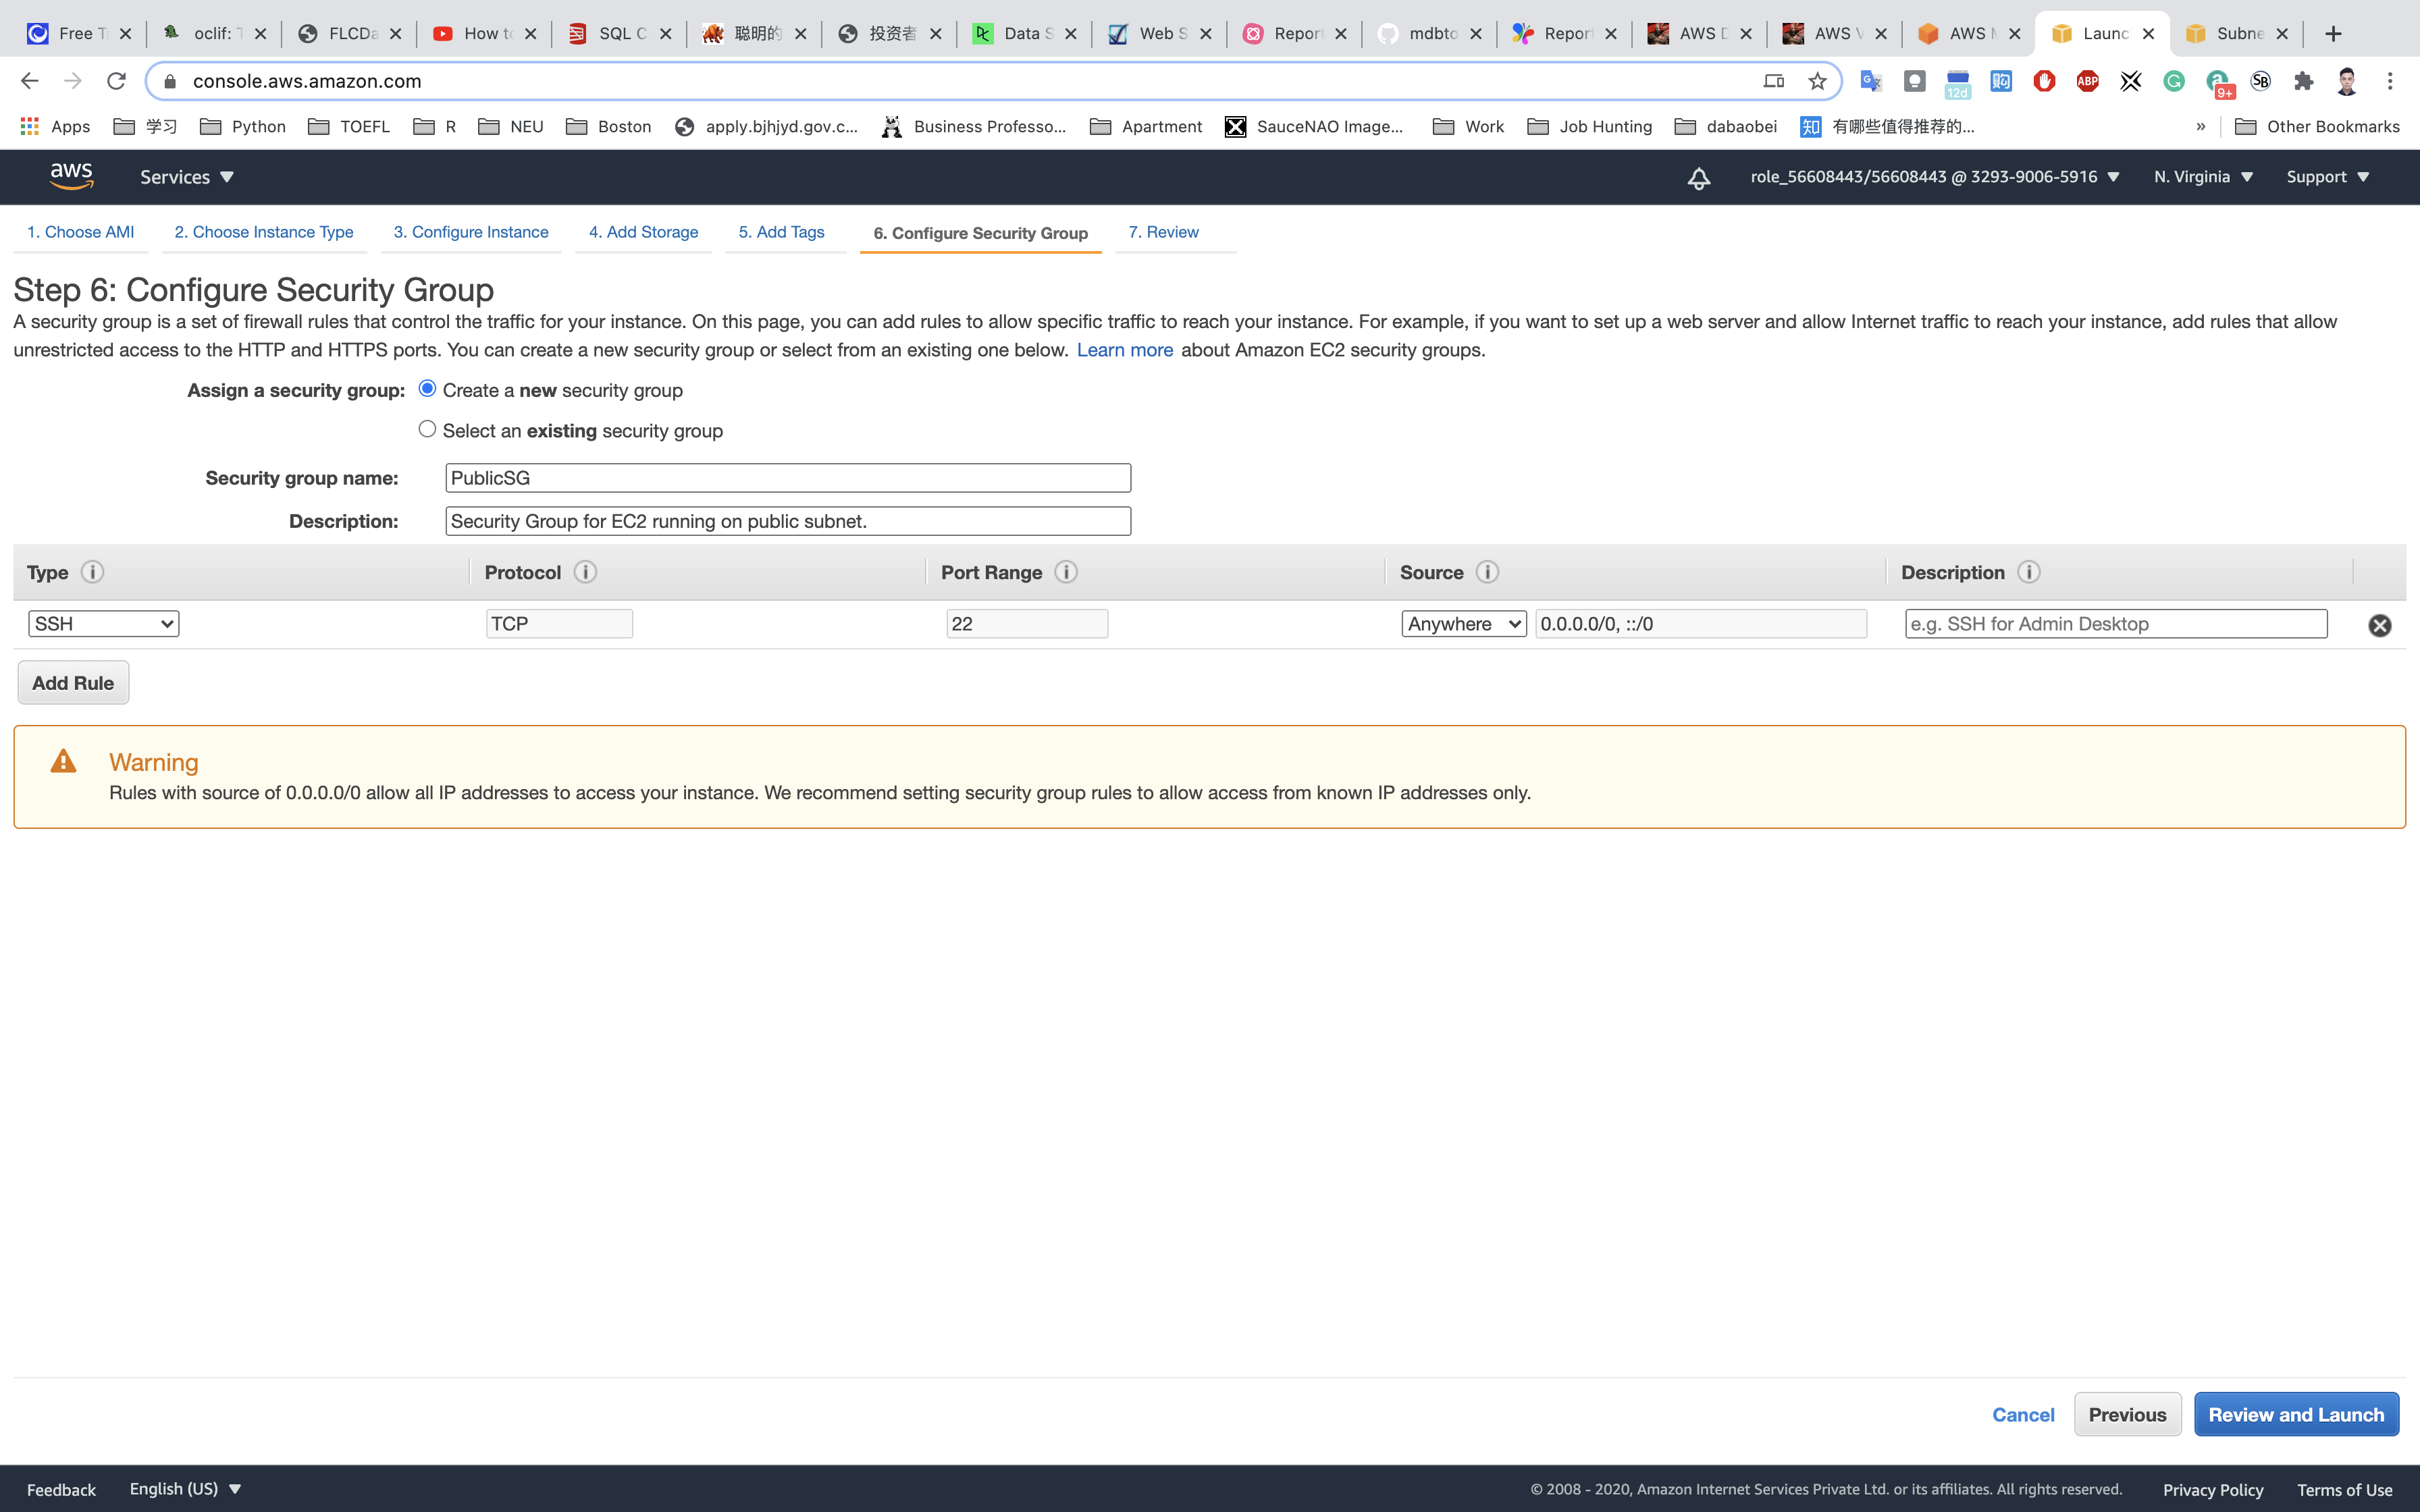 Free T
oclif: T
FLCDa
How to
SQL C
聪明的
投资者
Data S
Web S
Report
mdbto
Report
AWS D
AWS V
AWS M
Launc
Subne
console.aws.amazon.com
12d
ABP
9+
SB
Apps
学习
Python
TOEFL
R
NEU
Boston
apply.bjhjyd.gov.c...
Business Professo...
Apartment
SauceNAO Image...
Work
Job Hunting
dabaobei
知 有哪些值得推荐的...
»
Other Bookmarks
aws
Services
role_56608443/56608443 @ 3293-9006-5916
N. Virginia
Support
1. Choose AMI
2. Choose Instance Type
3. Configure Instance
4. Add Storage
5. Add Tags
6. Configure Security Group
7. Review
Step 6: Configure Security Group
A security group is a set of firewall rules that control the traffic for your instance. On this page, you can add rules to allow specific traffic to reach your instance. For example, if you want to set up a web server and allow Internet traffic to reach your instance, add rules that allow
unrestricted access to the HTTP and HTTPS ports. You can create a new security group or select from an existing one below. Learn more about Amazon EC2 security groups.
Assign a security group: Create a new security group
Select an existing security group
Security group name: PublicSG
Description: Security Group for EC2 running on public subnet.
Type Protocol Port Range Source Description
SSH TCP 22 Anywhere 0.0.0.0/0, ::/0 e.g. SSH for Admin Desktop
Add Rule
Warning
Rules with source of 0.0.0.0/0 allow all IP addresses to access your instance. We recommend setting security group rules to allow access from known IP addresses only.
Cancel Previous Review and Launch
Feedback English (US) © 2008 - 2020, Amazon Internet Services Private Ltd. or its affiliates. All rights reserved. Privacy Policy Terms of Use